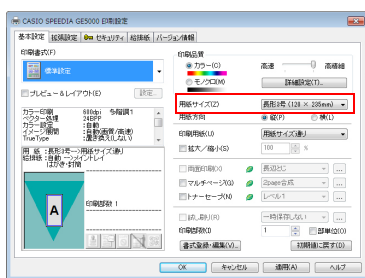 CASIO SPEEDIA GE5000 印刷設定
基本設定 拡張設定 セキュリティ 給排紙 バージョン情報
印刷書式(F)
標準設定
プレビュー&レイアウト(E) 設定...
カラー印刷 600dpi 多階調1
ベクター処理 24BPP
カラー設定 :自動
イメージ展開 :自動(画質/高速)
TrueType :置き換え(しない)
用 紙 :長形3号-->用紙サイズ通り
給排紙 :自動 -->メイントレイ
はがき・封筒
A
印刷部数 1
印刷品質
カラー(C)
モノクロ(M)
高速 高精細
詳細設定(T)...
用紙サイズ(Z) 長形3号 (120 × 235mm)
用紙方向 縦(P) 横(L)
印刷用紙(U) 用紙サイズ通り
拡大/縮小(S) 100 %
両面印刷(X) 長辺とじ ...
マルチページ(G) 2page合成 ...
トナーセーブ(N) レベル1 ...
試し刷り(R) 一時保存しない ...
印刷部数(I) 1 部単位(O)
書式登録・編集(V)... 初期値に戻す(D)
OK キャンセル 適用(A) ヘルプ